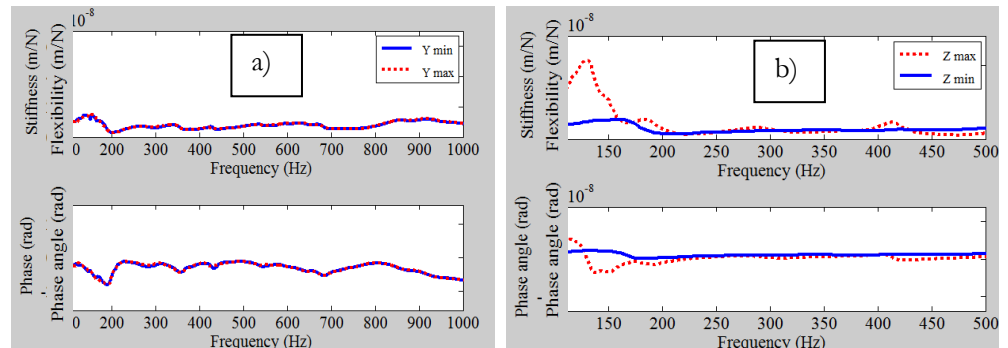 10^-8
Stiffness (m/N)
Flexibility (m/N)
a)
Y min
Y max
0 200 300 400 500 600 700 800 900 1000
Frequency (Hz)
Phase (rad)
Phase angle (rad)
0 200 300 400 500 600 700 800 900 1000
Frequency (Hz)
10^-8
Stiffness (m/N)
Flexibility (m/N)
b)
Z max
Z min
150 200 250 300 350 400 450 500
Frequency (Hz)
10^-8
Phase angle (rad)
Phase angle (rad)
150 200 250 300 350 400 450 500
Frequency (Hz)